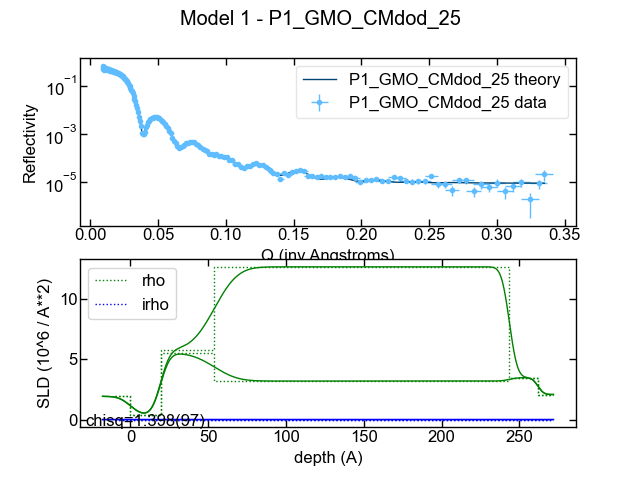 Model 1 - P1_GMO_CMdod_25
P1_GMO_CMdod_25 theory
P1_GMO_CMdod_25 data
Reflectivity
10^−1
10^−3
10^−5
0.00 0.05 0.10 0.15 0.20 0.25 0.30 0.35
Q (inv Angstroms)
rho
irho
SLD (10^6 / A**2)
10
5
0
chisq=1.398(97)
0 50 100 150 200 250
depth (A)